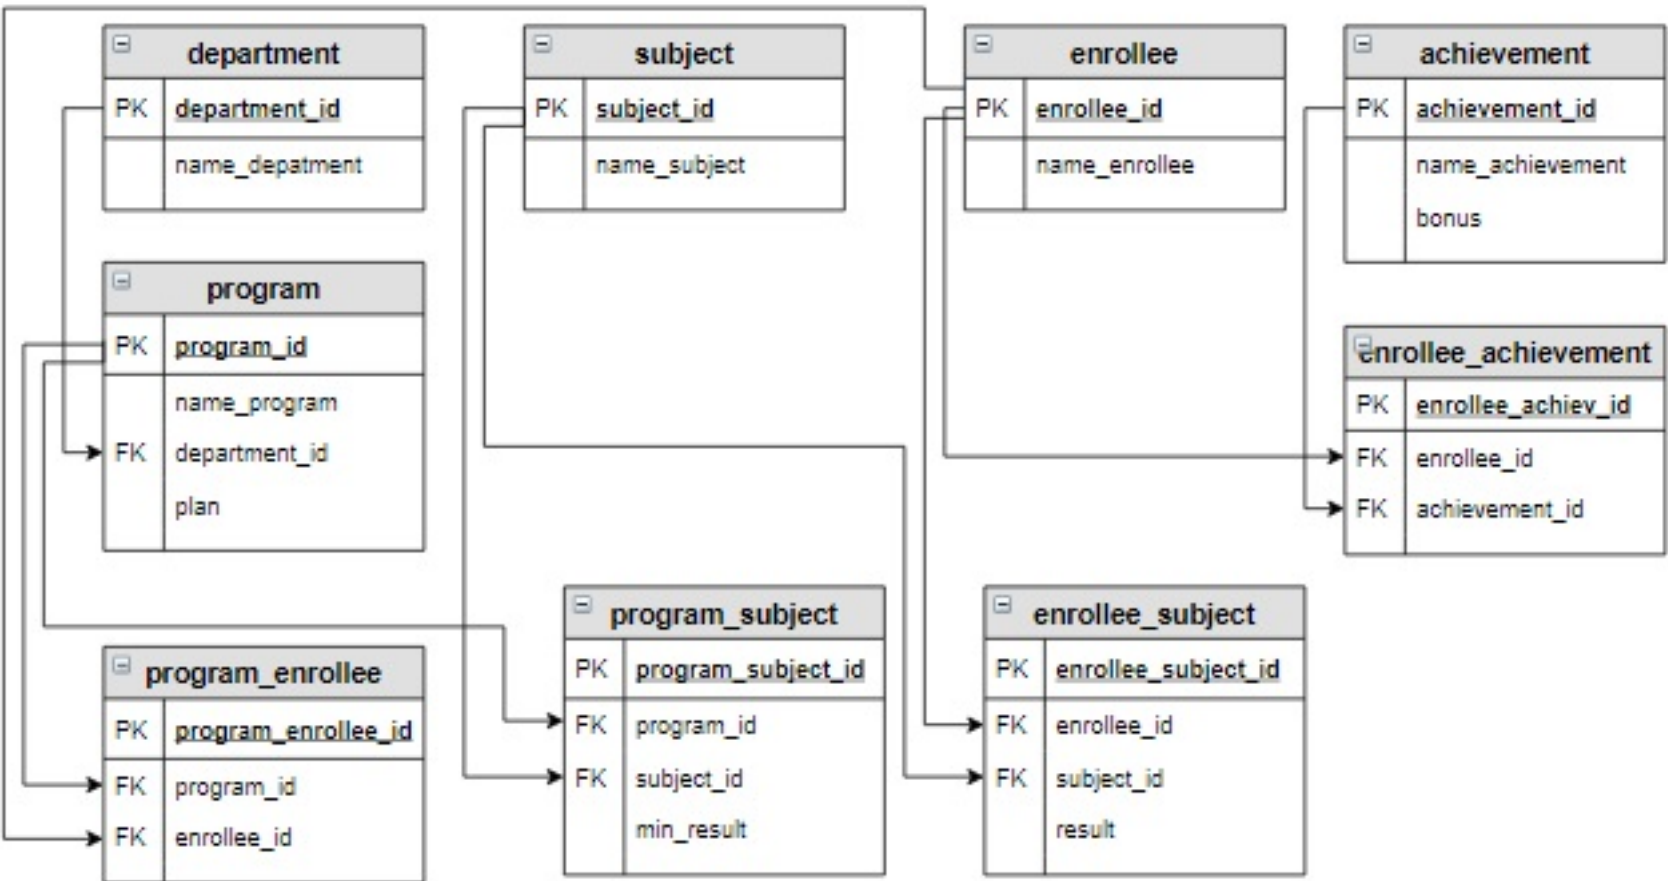 department
PK department_id
name_depatment
subject
PK subject_id
name_subject
enrollee
PK enrollee_id
name_enrollee
achievement
PK achievement_id
name_achievement
bonus
program
PK program_id
name_program
FK department_id
plan
enrollee_achievement
PK enrollee_achiev_id
FK enrollee_id
FK achievement_id
program_enrollee
PK program_enrollee_id
FK program_id
FK enrollee_id
program_subject
PK program_subject_id
FK program_id
FK subject_id
min_result
enrollee_subject
PK enrollee_subject_id
FK enrollee_id
FK subject_id
result